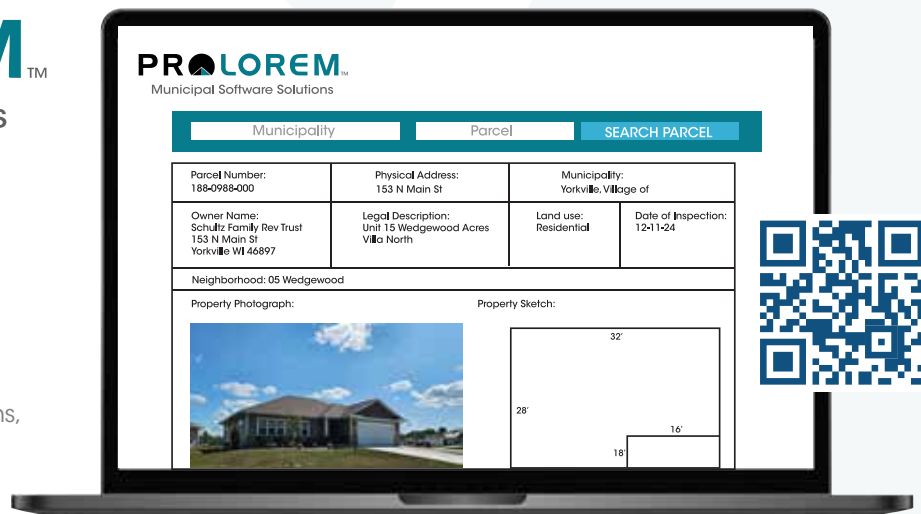 M™
s
ns,
PROLOREM™
Municipal Software Solutions
Municipality
Parcel
SEARCH PARCEL
Parcel Number:
188-0988-000
Physical Address:
153 N Main St
Municipality:
Yorkville, Village of
Owner Name:
Schultz Family Rev Trust
153 N Main St
Yorkville WI 46897
Legal Description:
Unit 15 Wedgewood Acres
Villa North
Land use:
Residential
Date of Inspection:
12-11-24
Neighborhood: 05 Wedgewood
Property Photograph:
Property Sketch:
32'
28'
16'
18'